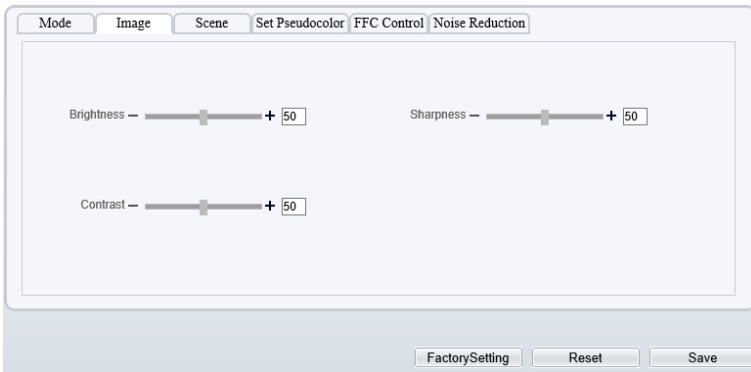 Mode Image Scene Set Pseudocolor FFC Control Noise Reduction
Brightness − + 50 Sharpness − + 50
Contrast − + 50
FactorySetting Reset Save